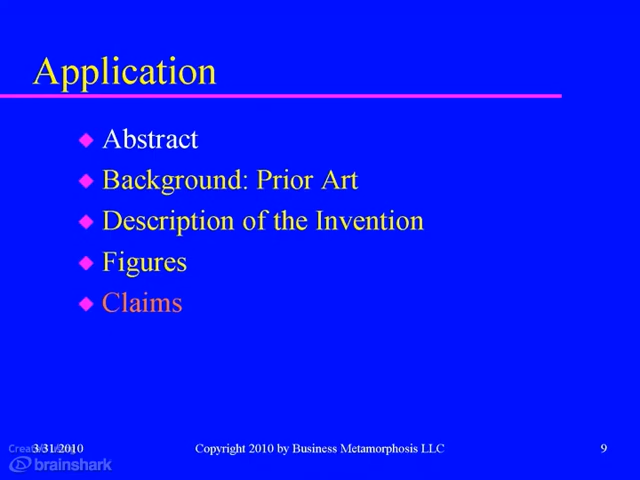 Application
Abstract
Background: Prior Art
Description of the Invention
Figures
Claims
3/31/2010
Copyright 2010 by Business Metamorphosis LLC
9
brainshark